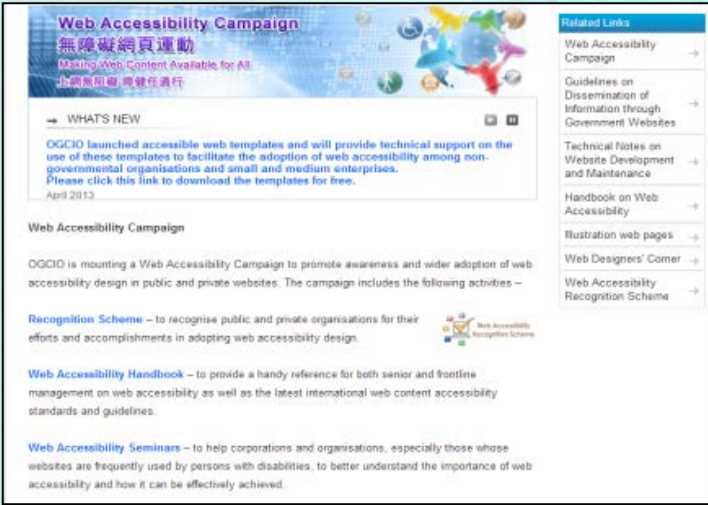 Web Accessibility Campaign
無障礙網頁運動
Making Web Content Available for All
上網無阻礙 障健任通行
WHAT'S NEW
OGCIO launched accessible web templates and will provide technical support on the
use of these templates to facilitate the adoption of web accessibility among non-
governmental organisations and small and medium enterprises.
Please click this link to download the templates for free.
April 2013
Web Accessibility Campaign
OGCIO is mounting a Web Accessibility Campaign to promote awareness and wider adoption of web
accessibility design in public and private websites. The campaign includes the following activities –
Recognition Scheme – to recognise public and private organisations for their
efforts and accomplishments in adopting web accessibility design.
Web Accessibility
Recognition Scheme
Web Accessibility Handbook – to provide a handy reference for both senior and frontline
management on web accessibility as well as the latest international web content accessibility
standards and guidelines.
Web Accessibility Seminars – to help corporations and organisations, especially those whose
websites are frequently used by persons with disabilities, to better understand the importance of web
accessibility and how it can be effectively achieved.
Related Links
Web Accessibility
Campaign
Guidelines on
Dissemination of
Information through
Government Websites
Technical Notes on
Website Development
and Maintenance
Handbook on Web
Accessibility
Illustration web pages
Web Designers' Corner
Web Accessibility
Recognition Scheme